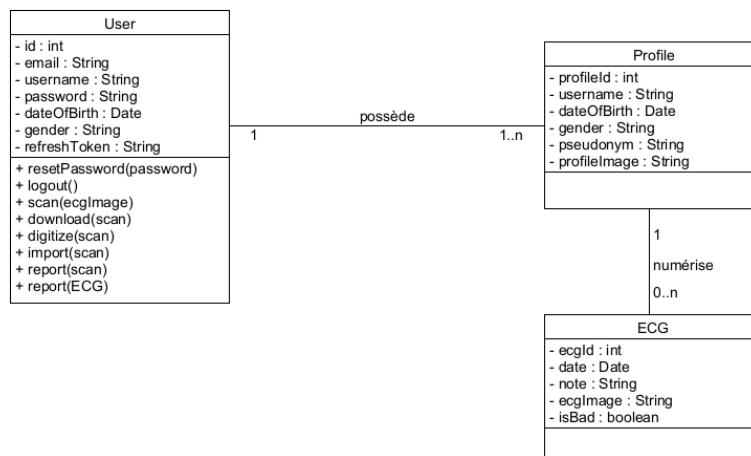 User
- id : int
- email : String
- username : String
- password : String
- dateOfBirth : Date
- gender : String
- refreshToken : String
+ resetPassword(password)
+ logout()
+ scan(ecgImage)
+ download(scan)
+ digitize(scan)
+ import(scan)
+ report(scan)
+ report(ECG)
possède
1
1..n
Profile
- profileId : int
- username : String
- dateOfBirth : Date
- gender : String
- pseudonym : String
- profileImage : String
1
numérise
0..n
ECG
- ecgId : int
- date : Date
- note : String
- ecgImage : String
- isBad : boolean